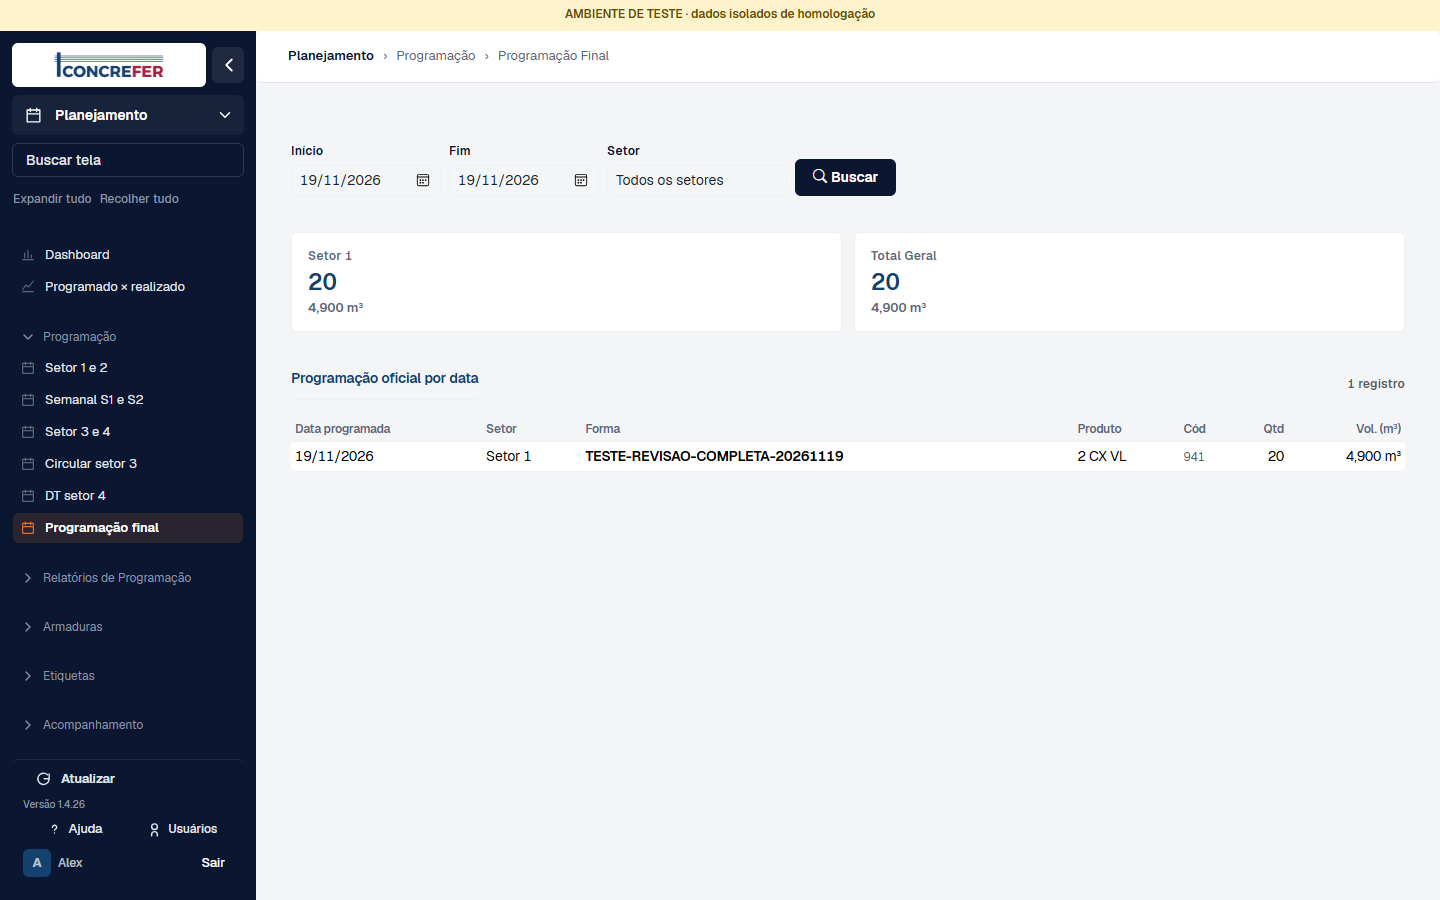 AMBIENTE DE TESTE · dados isolados de homologação
CONCREFER
Planejamento
Buscar tela
Expandir tudo Recolher tudo
Dashboard
Programado × realizado
Programação
Setor 1 e 2
Semanal S1 e S2
Setor 3 e 4
Circular setor 3
DT setor 4
Programação final
Relatórios de Programação
Armaduras
Etiquetas
Acompanhamento
Atualizar
Versão 1.4.26
? Ajuda Usuários
A Alex Sair
Planejamento › Programação › Programação Final
Início Fim Setor
19/11/2026 19/11/2026 Todos os setores Buscar
Setor 1
20
4,900 m³
Total Geral
20
4,900 m³
Programação oficial por data
1 registro
Data programada Setor Forma Produto Cód Qtd Vol. (m³)
19/11/2026 Setor 1 TESTE-REVISAO-COMPLETA-20261119 2 CX VL 941 20 4,900 m³